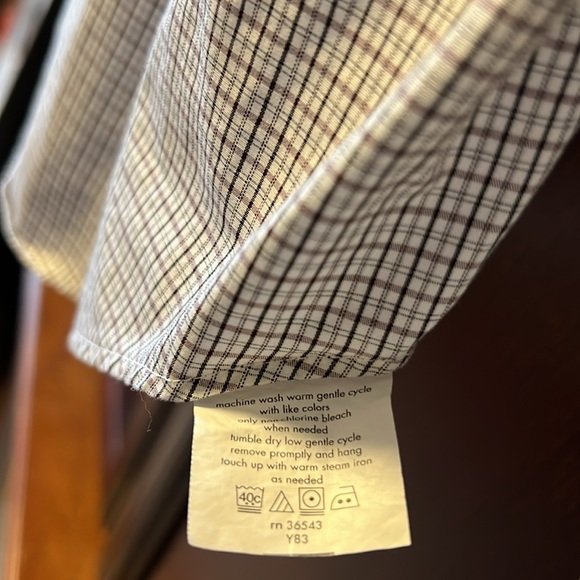 machine wash warm gentle cycle
with like colors
only non-chlorine bleach
when needed
tumble dry low gentle cycle
remove promptly and hang
touch up with warm steam iron
as needed
40c
rn 36543
Y83